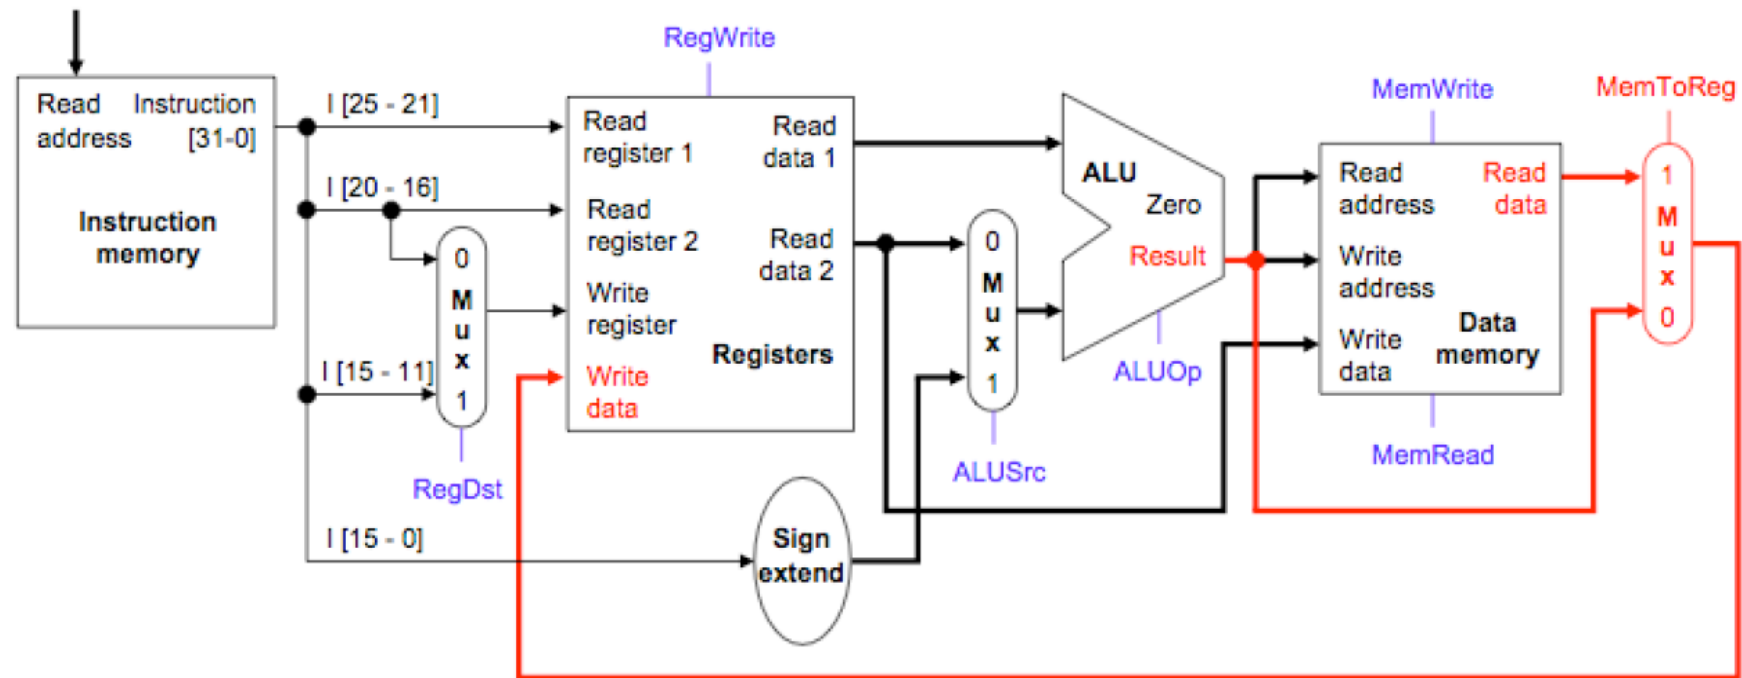 Read address
Instruction [31-0]
Instruction
memory
I [25 - 21]
I [20 - 16]
I [15 - 11]
I [15 - 0]
0
M
u
x
1
RegDst
RegWrite
Read
register 1
Read
register 2
Write
register
Write
data
Read
data 1
Read
data 2
Registers
Sign
extend
0
M
u
x
1
ALUSrc
ALU
Zero
Result
ALUOp
MemWrite
Read
address
Write
address
Write
data
Read
data
Data
memory
MemRead
MemToReg
1
M
u
x
0